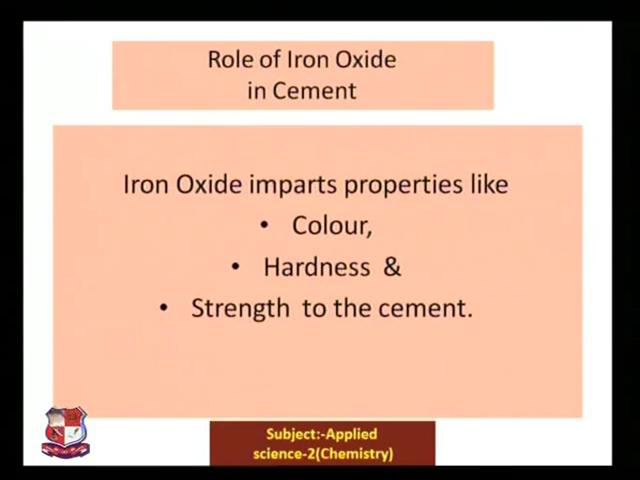 Role of Iron Oxide
in Cement
Iron Oxide imparts properties like
• Colour,
• Hardness &
• Strength to the cement.
Subject:-Applied
science-2(Chemistry)